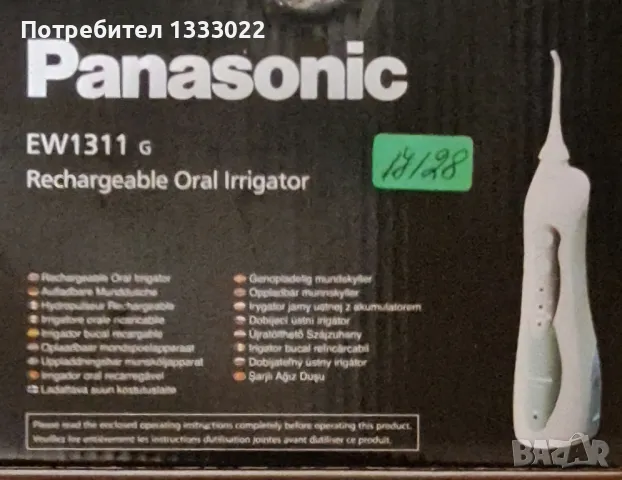 Потребител 1333022
Panasonic
EW1311 G
Rechargeable Oral Irrigator
17/28
Rechargeable Oral Irrigator
Aufladbare Munddusche
Hydropulseur Rechargeable
Irrigatore orale ricaricabile
Irrigador bucal recargable
Oplaadbaar mondspoelapparaat
Uppladdningsbar munsköljapparat
Irrigador oral recarregável
Ladattava suun kostutuslaite
Genopladelig mundskyller
Oppladbar munnskyller
Irygator jamy ustnej z akumulatorem
Dobíjecí ústní irigátor
Újratölthető Szájzuhany
Irigator bucal reîncărcabil
Dobíjateľný ústny irigátor
Şarjlı Ağız Duşu
Please read the enclosed operating instructions completely before operating this product.
Veuillez lire entièrement les instructions d'utilisation jointes avant d'utiliser ce produit.
BAZAR